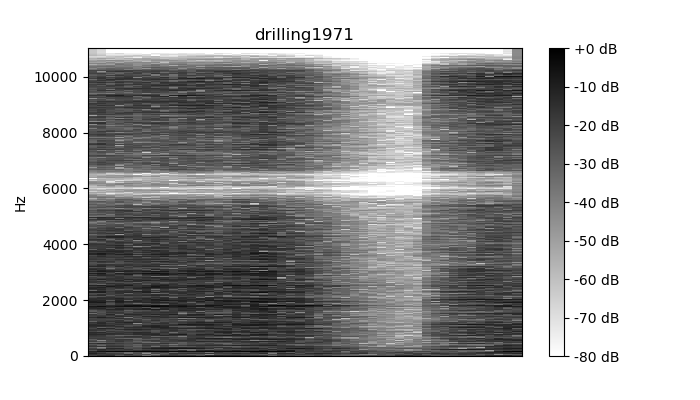 drilling1971
Hz
10000
8000
6000
4000
2000
0
+0 dB
-10 dB
-20 dB
-30 dB
-40 dB
-50 dB
-60 dB
-70 dB
-80 dB